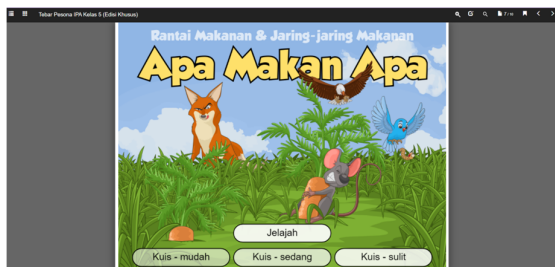 Tebar Pesona IPA Kelas 5 (Edisi Khusus)
Rantai Makanan & Jaring-jaring Makanan
Apa Makan Apa
Jelajah
Kuis - mudah
Kuis - sedang
Kuis - sulit